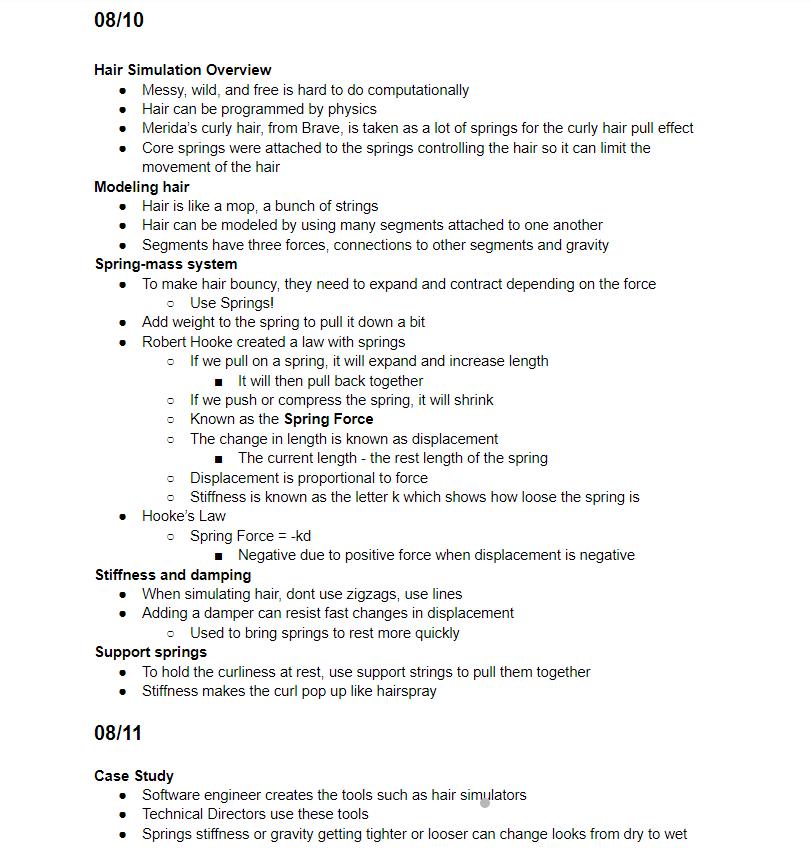 08/10
Hair Simulation Overview
● Messy, wild, and free is hard to do computationally
● Hair can be programmed by physics
● Merida's curly hair, from Brave, is taken as a lot of springs for the curly hair pull effect
● Core springs were attached to the springs controlling the hair so it can limit the
movement of the hair
Modeling hair
● Hair is like a mop, a bunch of strings
● Hair can be modeled by using many segments attached to one another
● Segments have three forces, connections to other segments and gravity
Spring-mass system
● To make hair bouncy, they need to expand and contract depending on the force
○ Use Springs!
● Add weight to the spring to pull it down a bit
● Robert Hooke created a law with springs
○ If we pull on a spring, it will expand and increase length
■ It will then pull back together
○ If we push or compress the spring, it will shrink
○ Known as the Spring Force
○ The change in length is known as displacement
■ The current length - the rest length of the spring
○ Displacement is proportional to force
○ Stiffness is known as the letter k which shows how loose the spring is
● Hooke's Law
○ Spring Force = -kd
■ Negative due to positive force when displacement is negative
Stiffness and damping
● When simulating hair, dont use zigzags, use lines
● Adding a damper can resist fast changes in displacement
○ Used to bring springs to rest more quickly
Support springs
● To hold the curliness at rest, use support strings to pull them together
● Stiffness makes the curl pop up like hairspray
08/11
Case Study
● Software engineer creates the tools such as hair simulators
● Technical Directors use these tools
● Springs stiffness or gravity getting tighter or looser can change looks from dry to wet